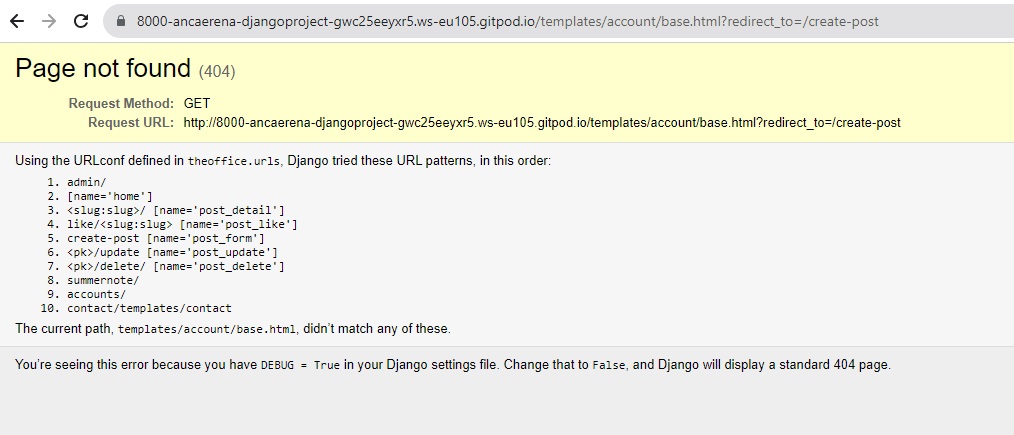 8000-ancaerena-djangoproject-gwc25eeyxr5.ws-eu105.gitpod.io/templates/account/base.html?redirect_to=/create-post
Page not found (404)
Request Method: GET
Request URL: http://8000-ancaerena-djangoproject-gwc25eeyxr5.ws-eu105.gitpod.io/templates/account/base.html?redirect_to=/create-post
Using the URLconf defined in theoffice.urls, Django tried these URL patterns, in this order:
1. admin/
2. [name='home']
3. <slug:slug>/ [name='post_detail']
4. like/<slug:slug> [name='post_like']
5. create-post [name='post_form']
6. <pk>/update [name='post_update']
7. <pk>/delete/ [name='post_delete']
8. summernote/
9. accounts/
10. contact/templates/contact
The current path, templates/account/base.html, didn't match any of these.
You're seeing this error because you have DEBUG = True in your Django settings file. Change that to False, and Django will display a standard 404 page.